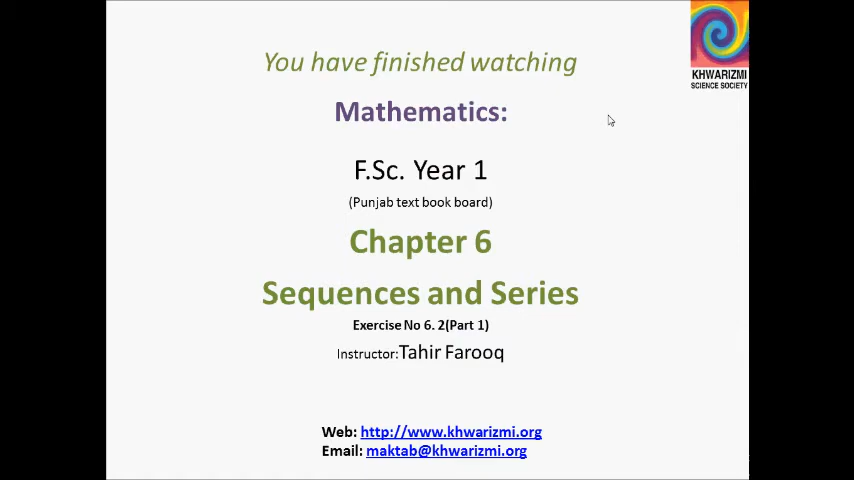 KHWARIZMI
SCIENCE SOCIETY
You have finished watching
Mathematics:
F.Sc. Year 1
(Punjab text book board)
Chapter 6
Sequences and Series
Exercise No 6. 2(Part 1)
Instructor:Tahir Farooq
Web: http://www.khwarizmi.org
Email: maktab@khwarizmi.org